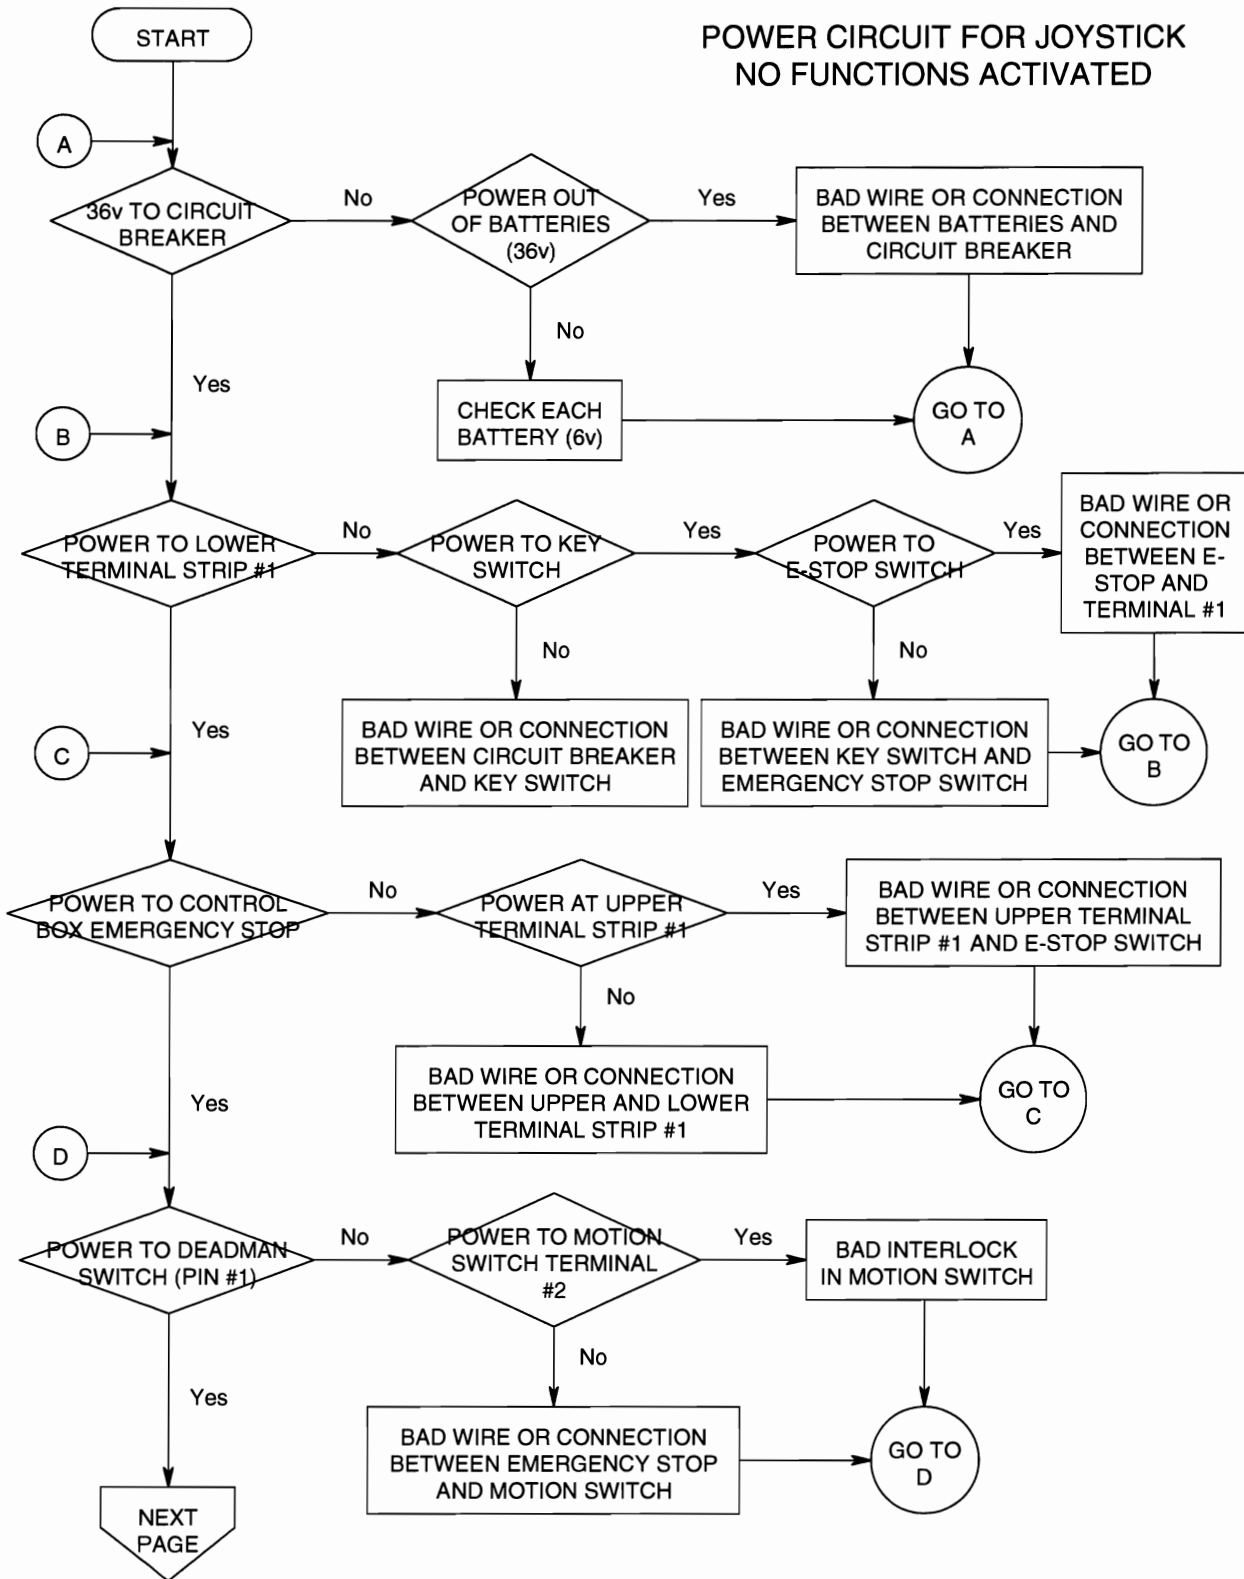 START
POWER CIRCUIT FOR JOYSTICK
NO FUNCTIONS ACTIVATED
A
36v TO CIRCUIT
BREAKER
No
POWER OUT
OF BATTERIES
(36v)
Yes
BAD WIRE OR CONNECTION
BETWEEN BATTERIES AND
CIRCUIT BREAKER
No
Yes
CHECK EACH
BATTERY (6v)
GO TO
A
B
POWER TO LOWER
TERMINAL STRIP #1
No
POWER TO KEY
SWITCH
Yes
POWER TO
E-STOP SWITCH
Yes
BAD WIRE OR
CONNECTION
BETWEEN E-
STOP AND
TERMINAL #1
No
No
Yes
C
BAD WIRE OR CONNECTION
BETWEEN CIRCUIT BREAKER
AND KEY SWITCH
BAD WIRE OR CONNECTION
BETWEEN KEY SWITCH AND
EMERGENCY STOP SWITCH
GO TO
B
POWER TO CONTROL
BOX EMERGENCY STOP
No
POWER AT UPPER
TERMINAL STRIP #1
Yes
BAD WIRE OR CONNECTION
BETWEEN UPPER TERMINAL
STRIP #1 AND E-STOP SWITCH
No
Yes
BAD WIRE OR CONNECTION
BETWEEN UPPER AND LOWER
TERMINAL STRIP #1
GO TO
C
D
POWER TO DEADMAN
SWITCH (PIN #1)
No
POWER TO MOTION
SWITCH TERMINAL
#2
Yes
BAD INTERLOCK
IN MOTION SWITCH
No
Yes
BAD WIRE OR CONNECTION
BETWEEN EMERGENCY STOP
AND MOTION SWITCH
GO TO
D
NEXT
PAGE